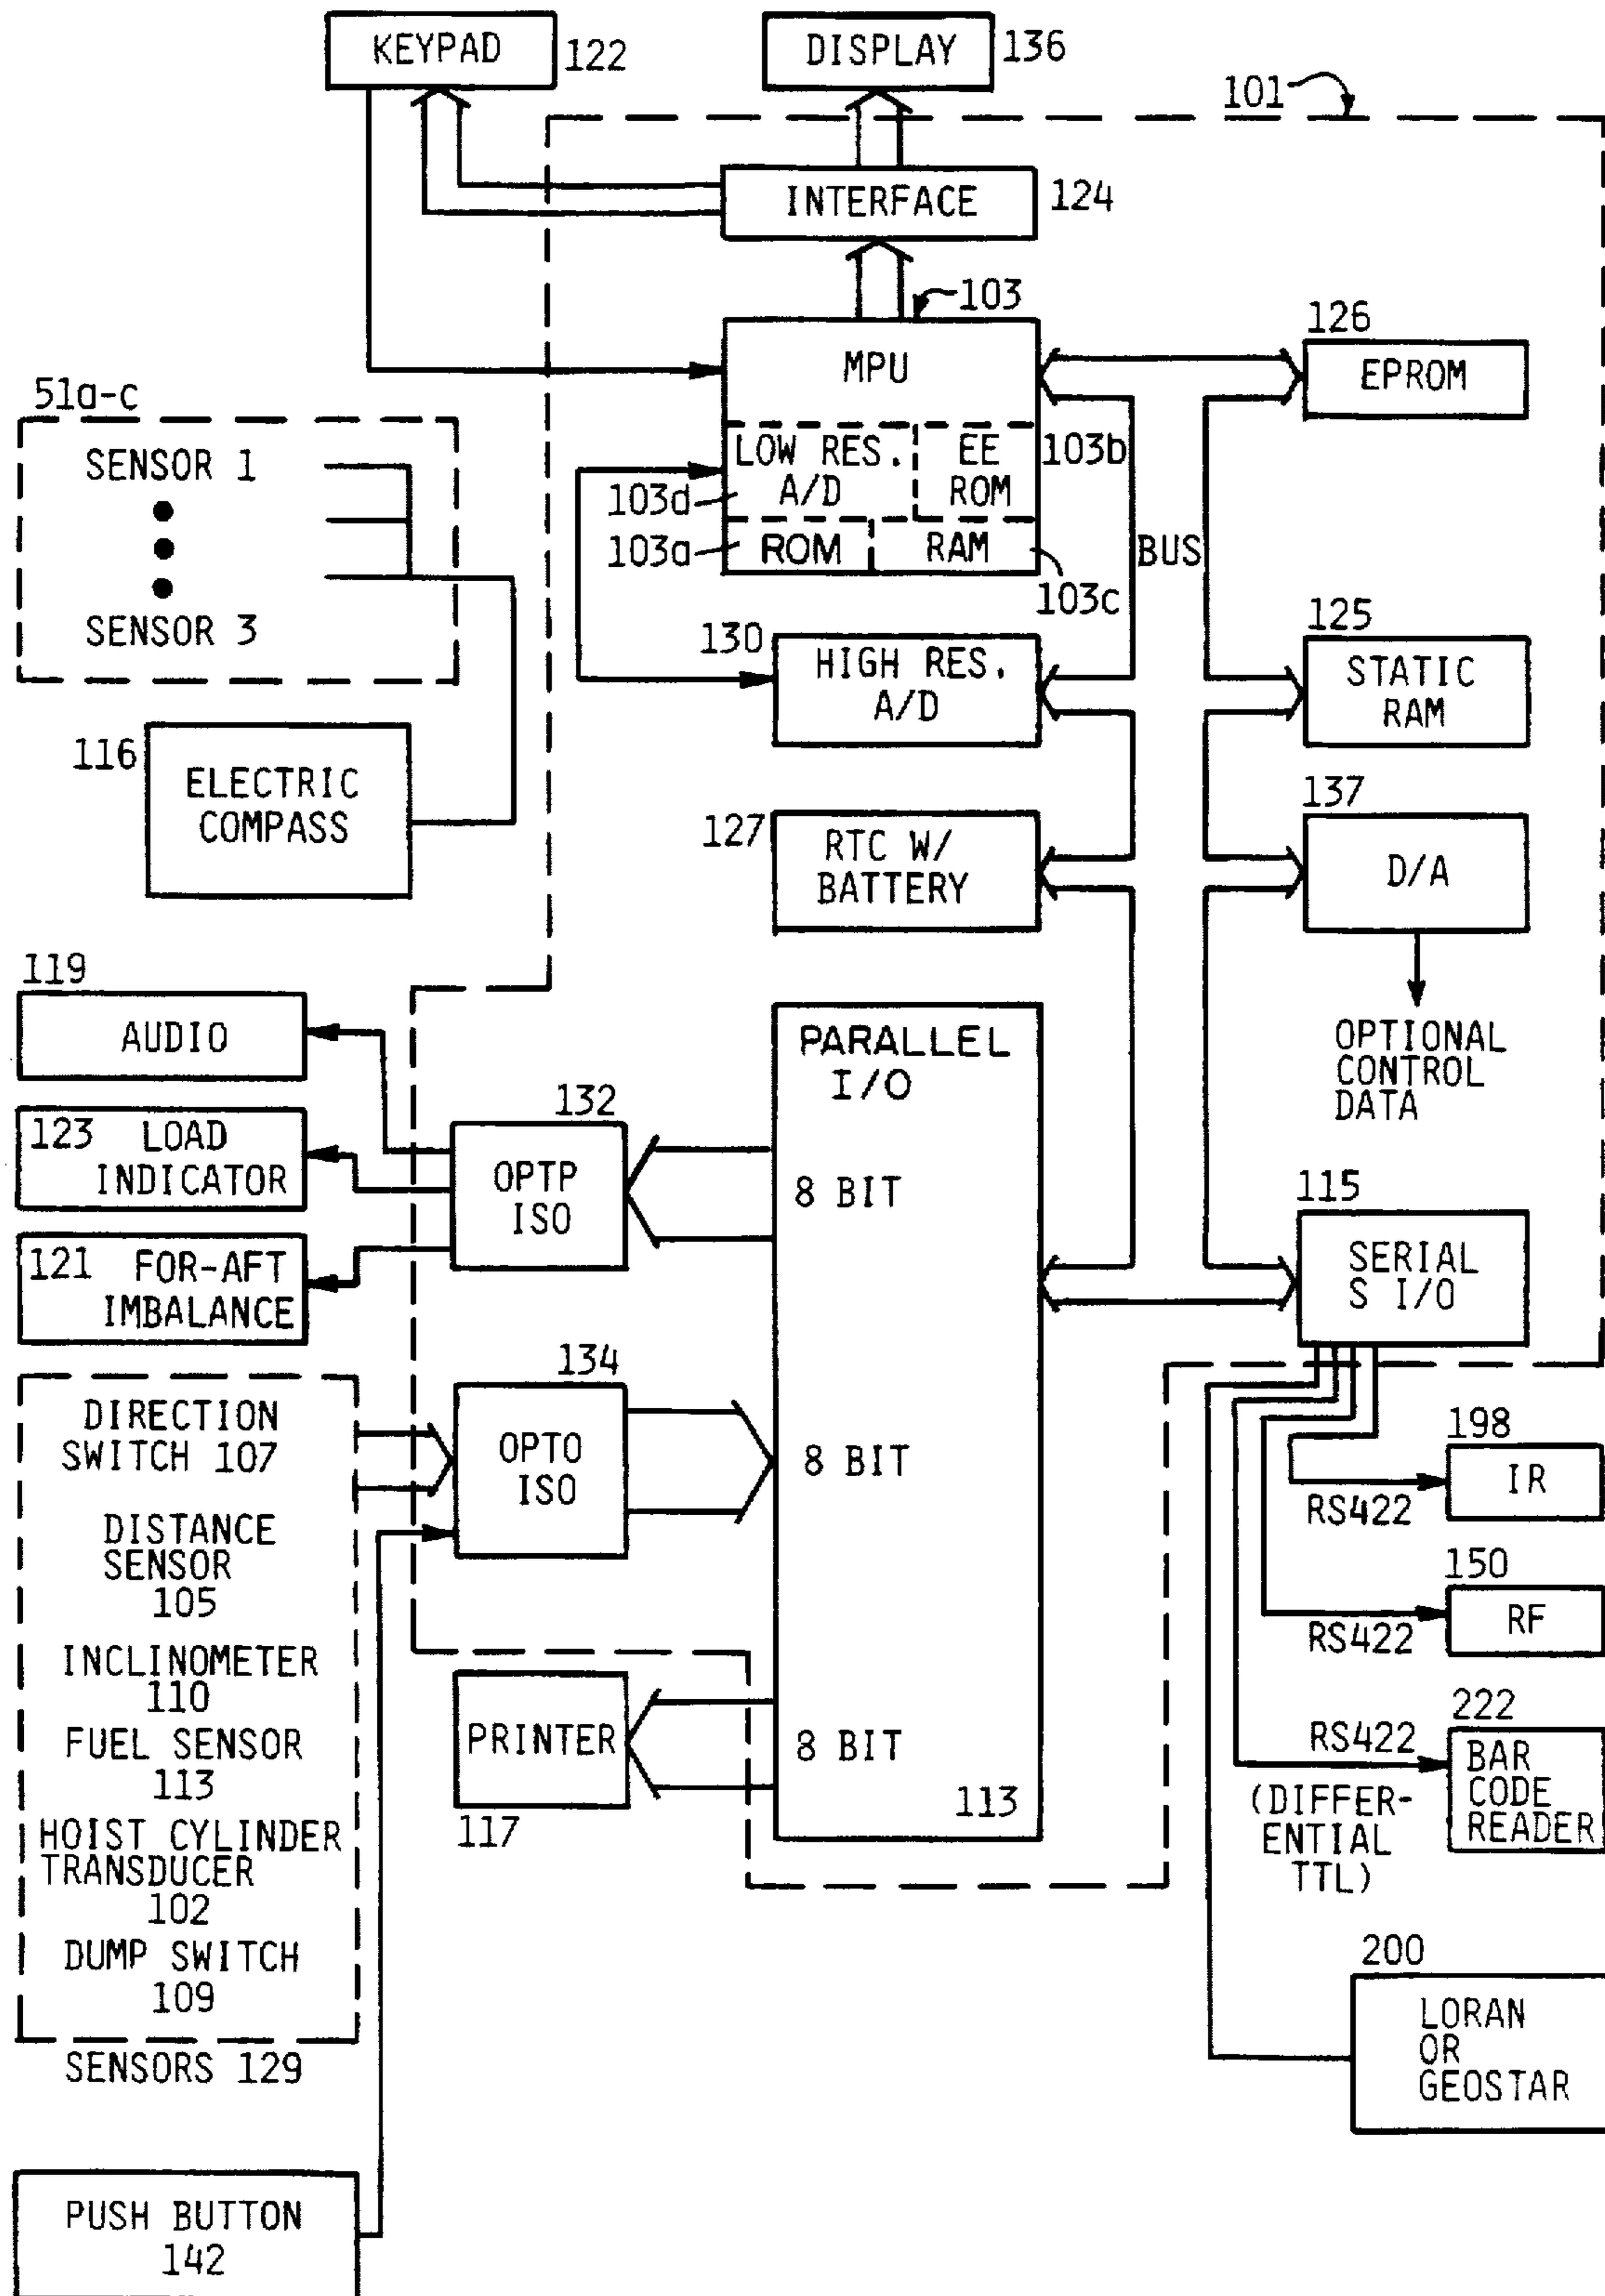 KEYPAD
122
DISPLAY
136
101
INTERFACE
124
103
MPU
LOW RES.
A/D
EE
ROM
103b
103d
103a
ROM
RAM
103c
126
EPROM
BUS
51a-c
SENSOR 1
SENSOR 3
116
ELECTRIC
COMPASS
130
HIGH RES.
A/D
125
STATIC
RAM
127
RTC W/
BATTERY
137
D/A
OPTIONAL
CONTROL
DATA
119
AUDIO
123 LOAD
INDICATOR
121 FOR-AFT
IMBALANCE
132
OPTP
ISO
PARALLEL
I/O
8 BIT
115
SERIAL
S I/O
134
OPTO
ISO
8 BIT
DIRECTION
SWITCH 107
DISTANCE
SENSOR
105
INCLINOMETER
110
FUEL SENSOR
113
HOIST CYLINDER
TRANSDUCER
102
DUMP SWITCH
109
SENSORS 129
PRINTER
117
8 BIT
113
198
IR
RS422
150
RF
RS422
222
BAR
CODE
READER
RS422
(DIFFER-
ENTIAL
TTL)
200
LORAN
OR
GEOSTAR
PUSH BUTTON
142